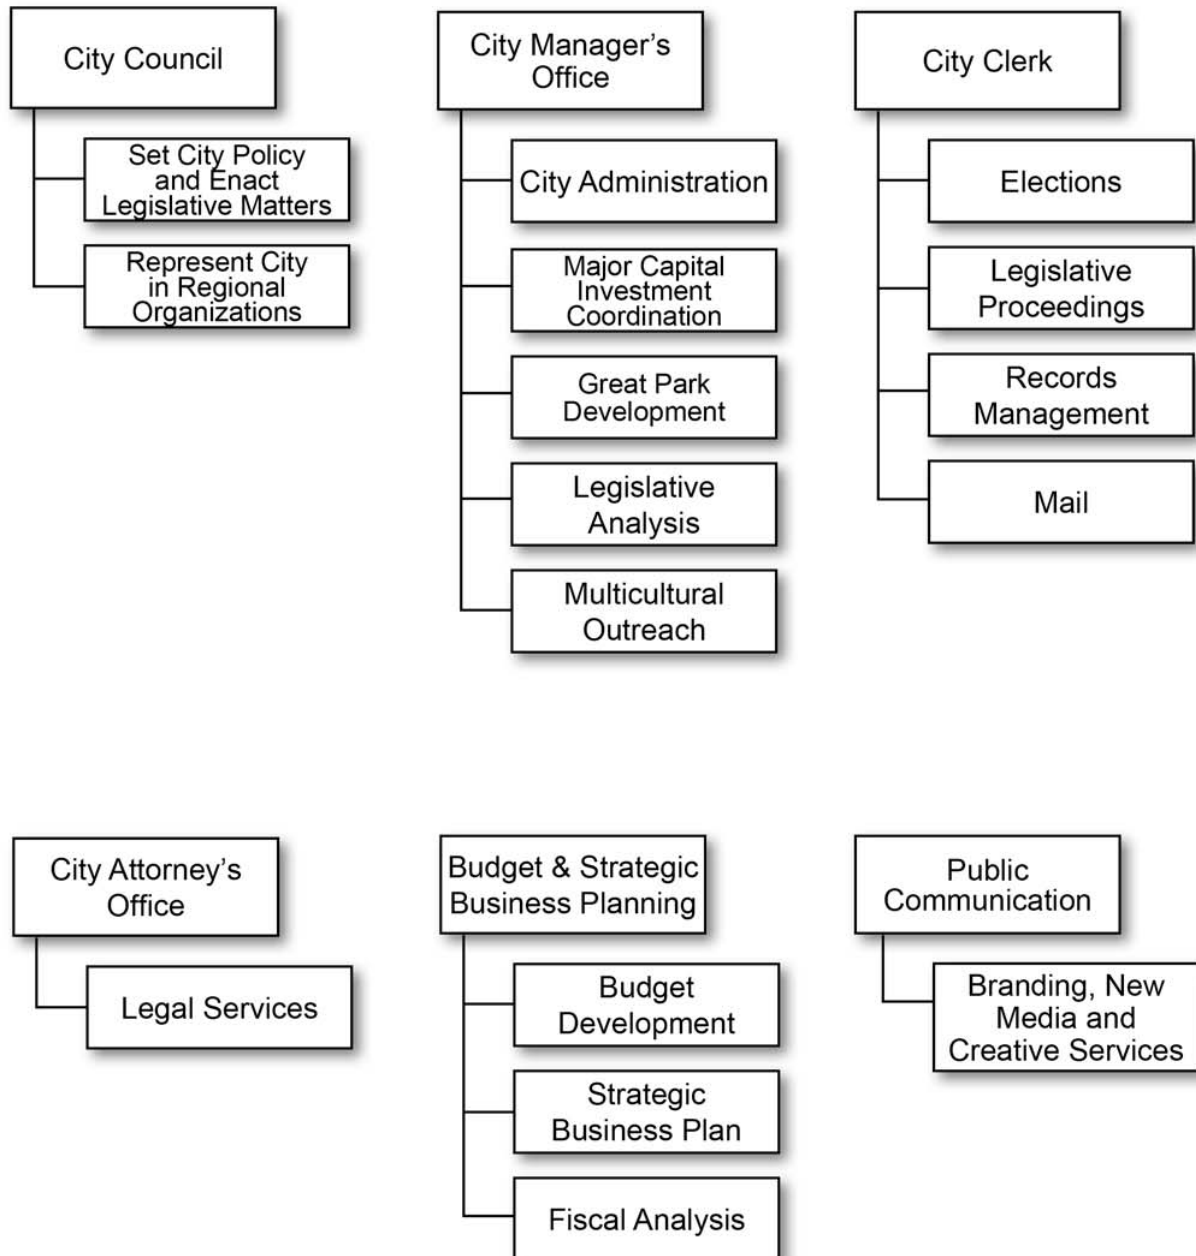 City Council
Set City Policy
and Enact
Legislative Matters
Represent City
in Regional
Organizations
City Manager’s
Office
City Administration
Major Capital
Investment
Coordination
Great Park
Development
Legislative
Analysis
Multicultural
Outreach
City Clerk
Elections
Legislative
Proceedings
Records
Management
Mail
City Attorney’s
Office
Legal Services
Budget & Strategic
Business Planning
Budget
Development
Strategic
Business Plan
Fiscal Analysis
Public
Communication
Branding, New
Media and
Creative Services